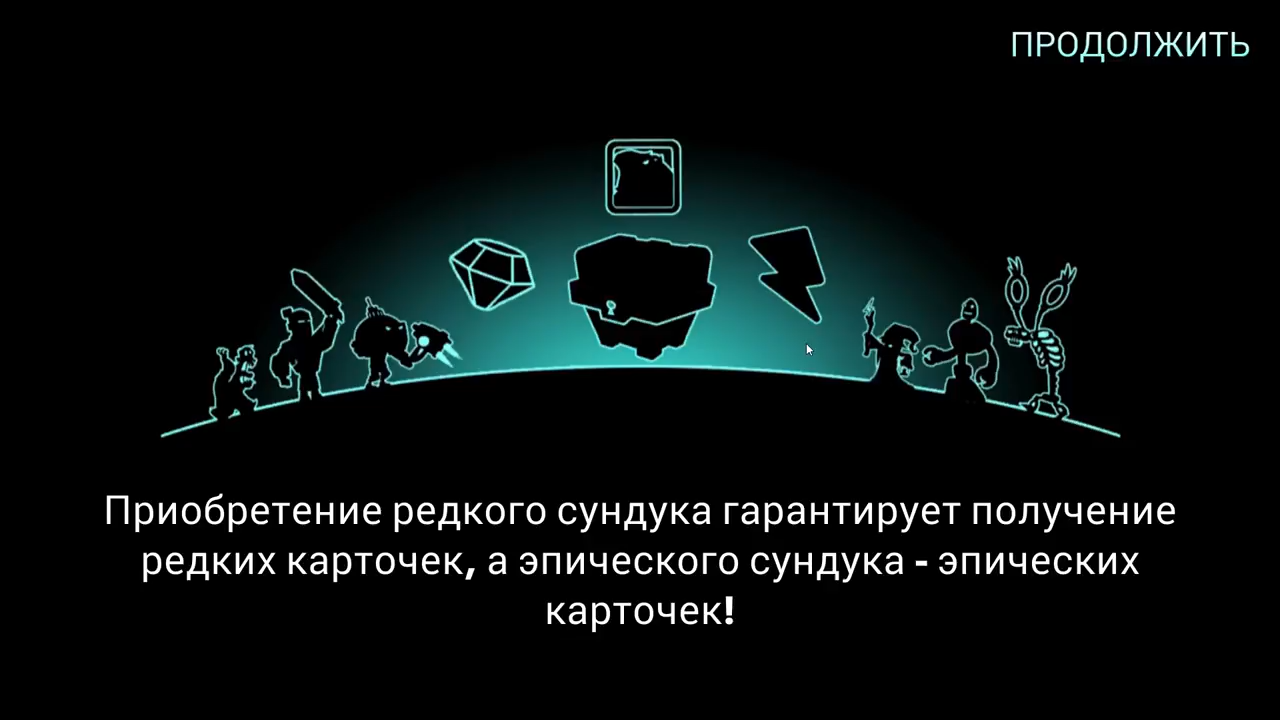 ПРОДОЛЖИТЬ
Приобретение редкого сундука гарантирует получение
редких карточек, а эпического сундука - эпических
карточек!